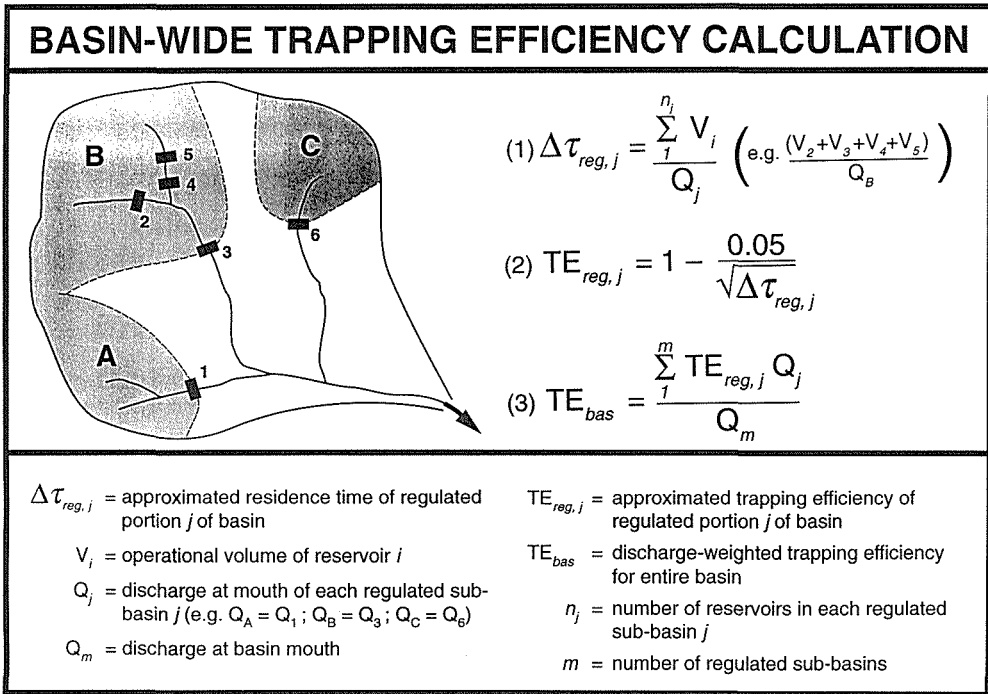 BASIN-WIDE TRAPPING EFFICIENCY CALCULATION
B
5
4
2
3
C
6
A
1
(1) Δτ_reg, j = Σ_1^{n_j} V_i / Q_j (e.g. (V_2+V_3+V_4+V_5) / Q_B)
(2) TE_reg, j = 1 − 0.05 / √Δτ_reg, j
(3) TE_bas = Σ_1^m TE_reg, j Q_j / Q_m
Δτ_reg, j = approximated residence time of regulated
portion j of basin
V_i = operational volume of reservoir i
Q_j = discharge at mouth of each regulated sub-
basin j (e.g. Q_A = Q_1 ; Q_B = Q_3 ; Q_C = Q_6)
Q_m = discharge at basin mouth
TE_reg, j = approximated trapping efficiency of
regulated portion j of basin
TE_bas = discharge-weighted trapping efficiency
for entire basin
n_j = number of reservoirs in each regulated
sub-basin j
m = number of regulated sub-basins